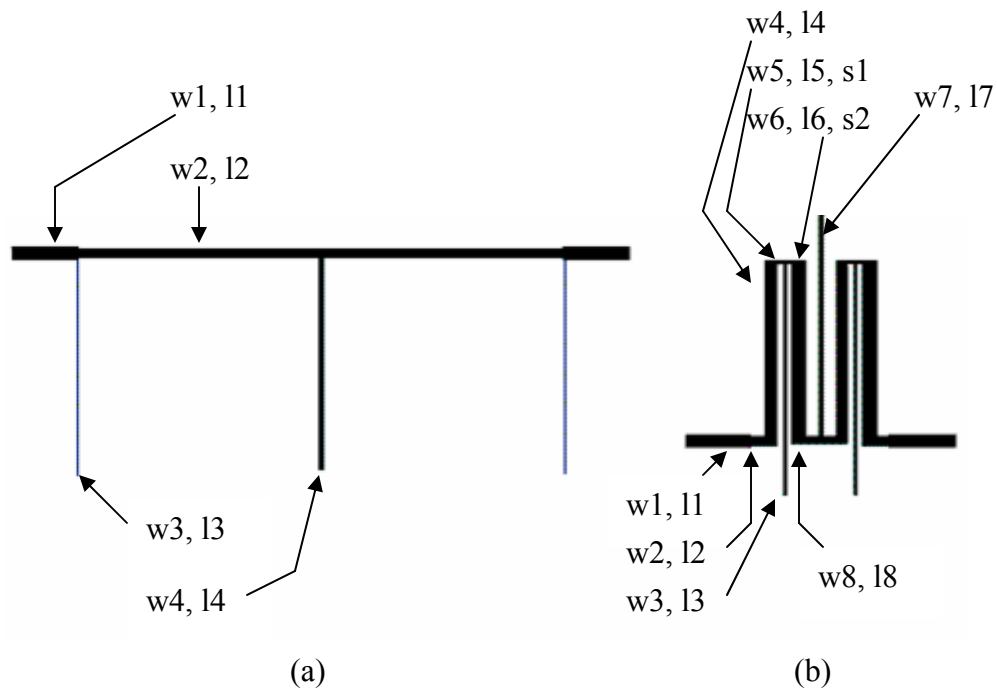 w1, l1
w2, l2
w3, l3
w4, l4
(a)
w4, l4
w5, l5, s1
w6, l6, s2
w7, l7
w1, l1
w2, l2
w3, l3
w8, l8
(b)